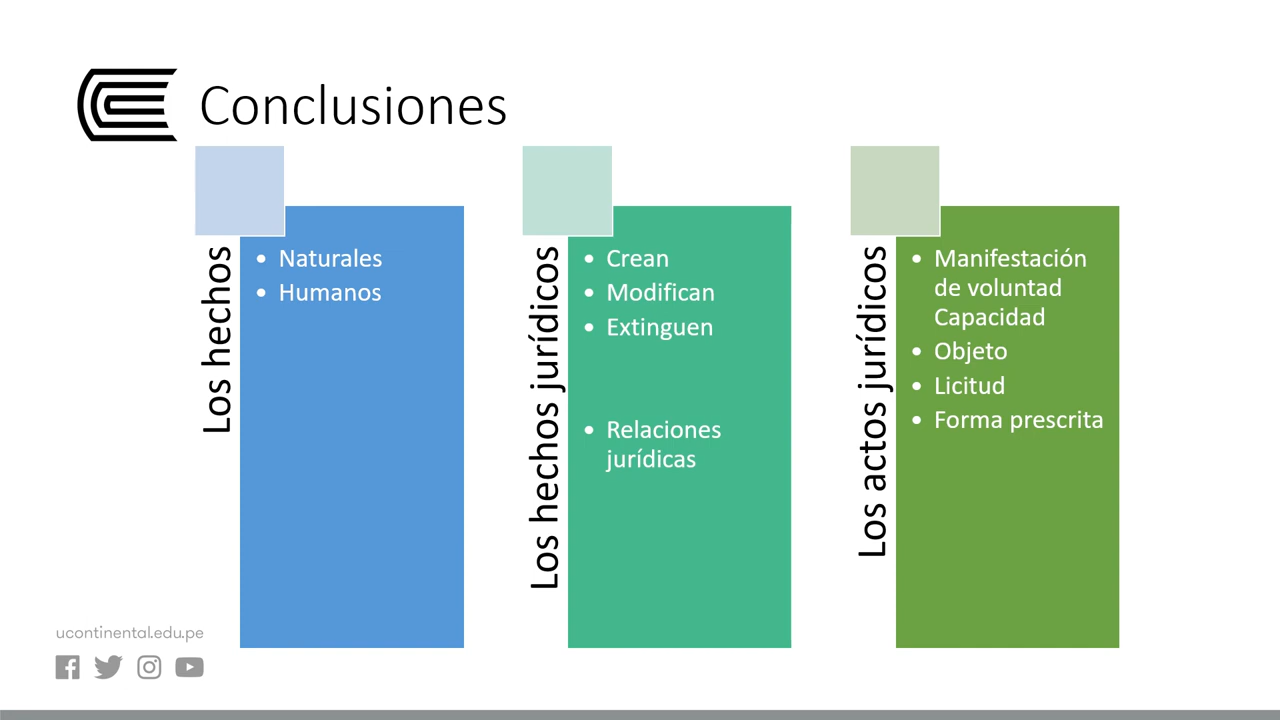 Conclusiones
Los hechos
• Naturales
• Humanos
Los hechos jurídicos
• Crean
• Modifican
• Extinguen
• Relaciones
jurídicas
Los actos jurídicos
• Manifestación
de voluntad
Capacidad
• Objeto
• Licitud
• Forma prescrita
ucontinental.edu.pe